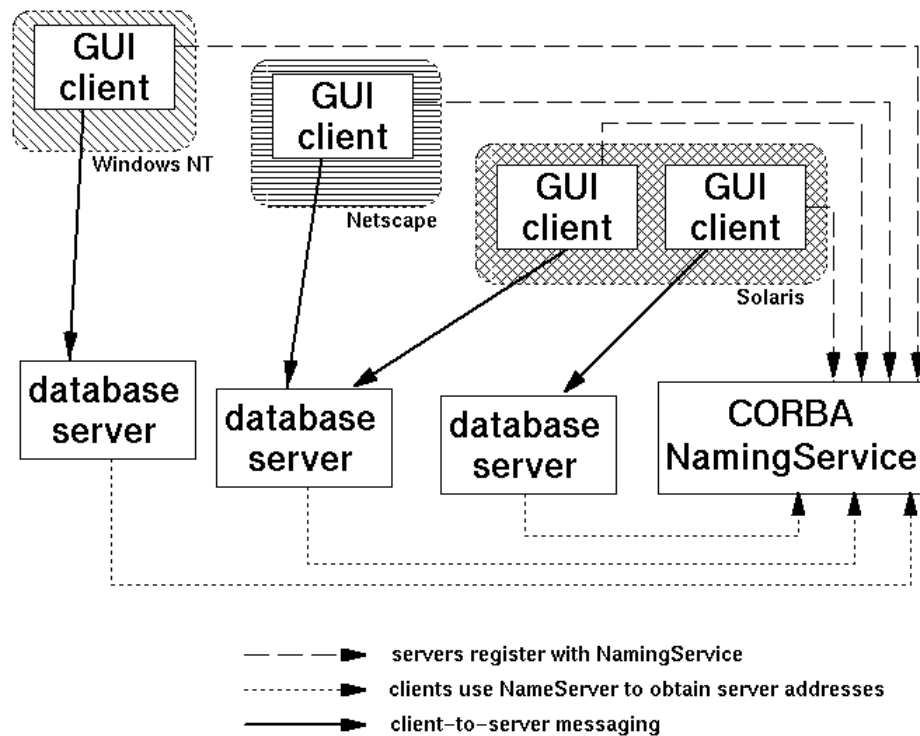 GUI
client
Windows NT
GUI
client
Netscape
GUI
client
GUI
client
Solaris
database
server
database
server
database
server
CORBA
NamingService
servers register with NamingService
clients use NameServer to obtain server addresses
client-to-server messaging